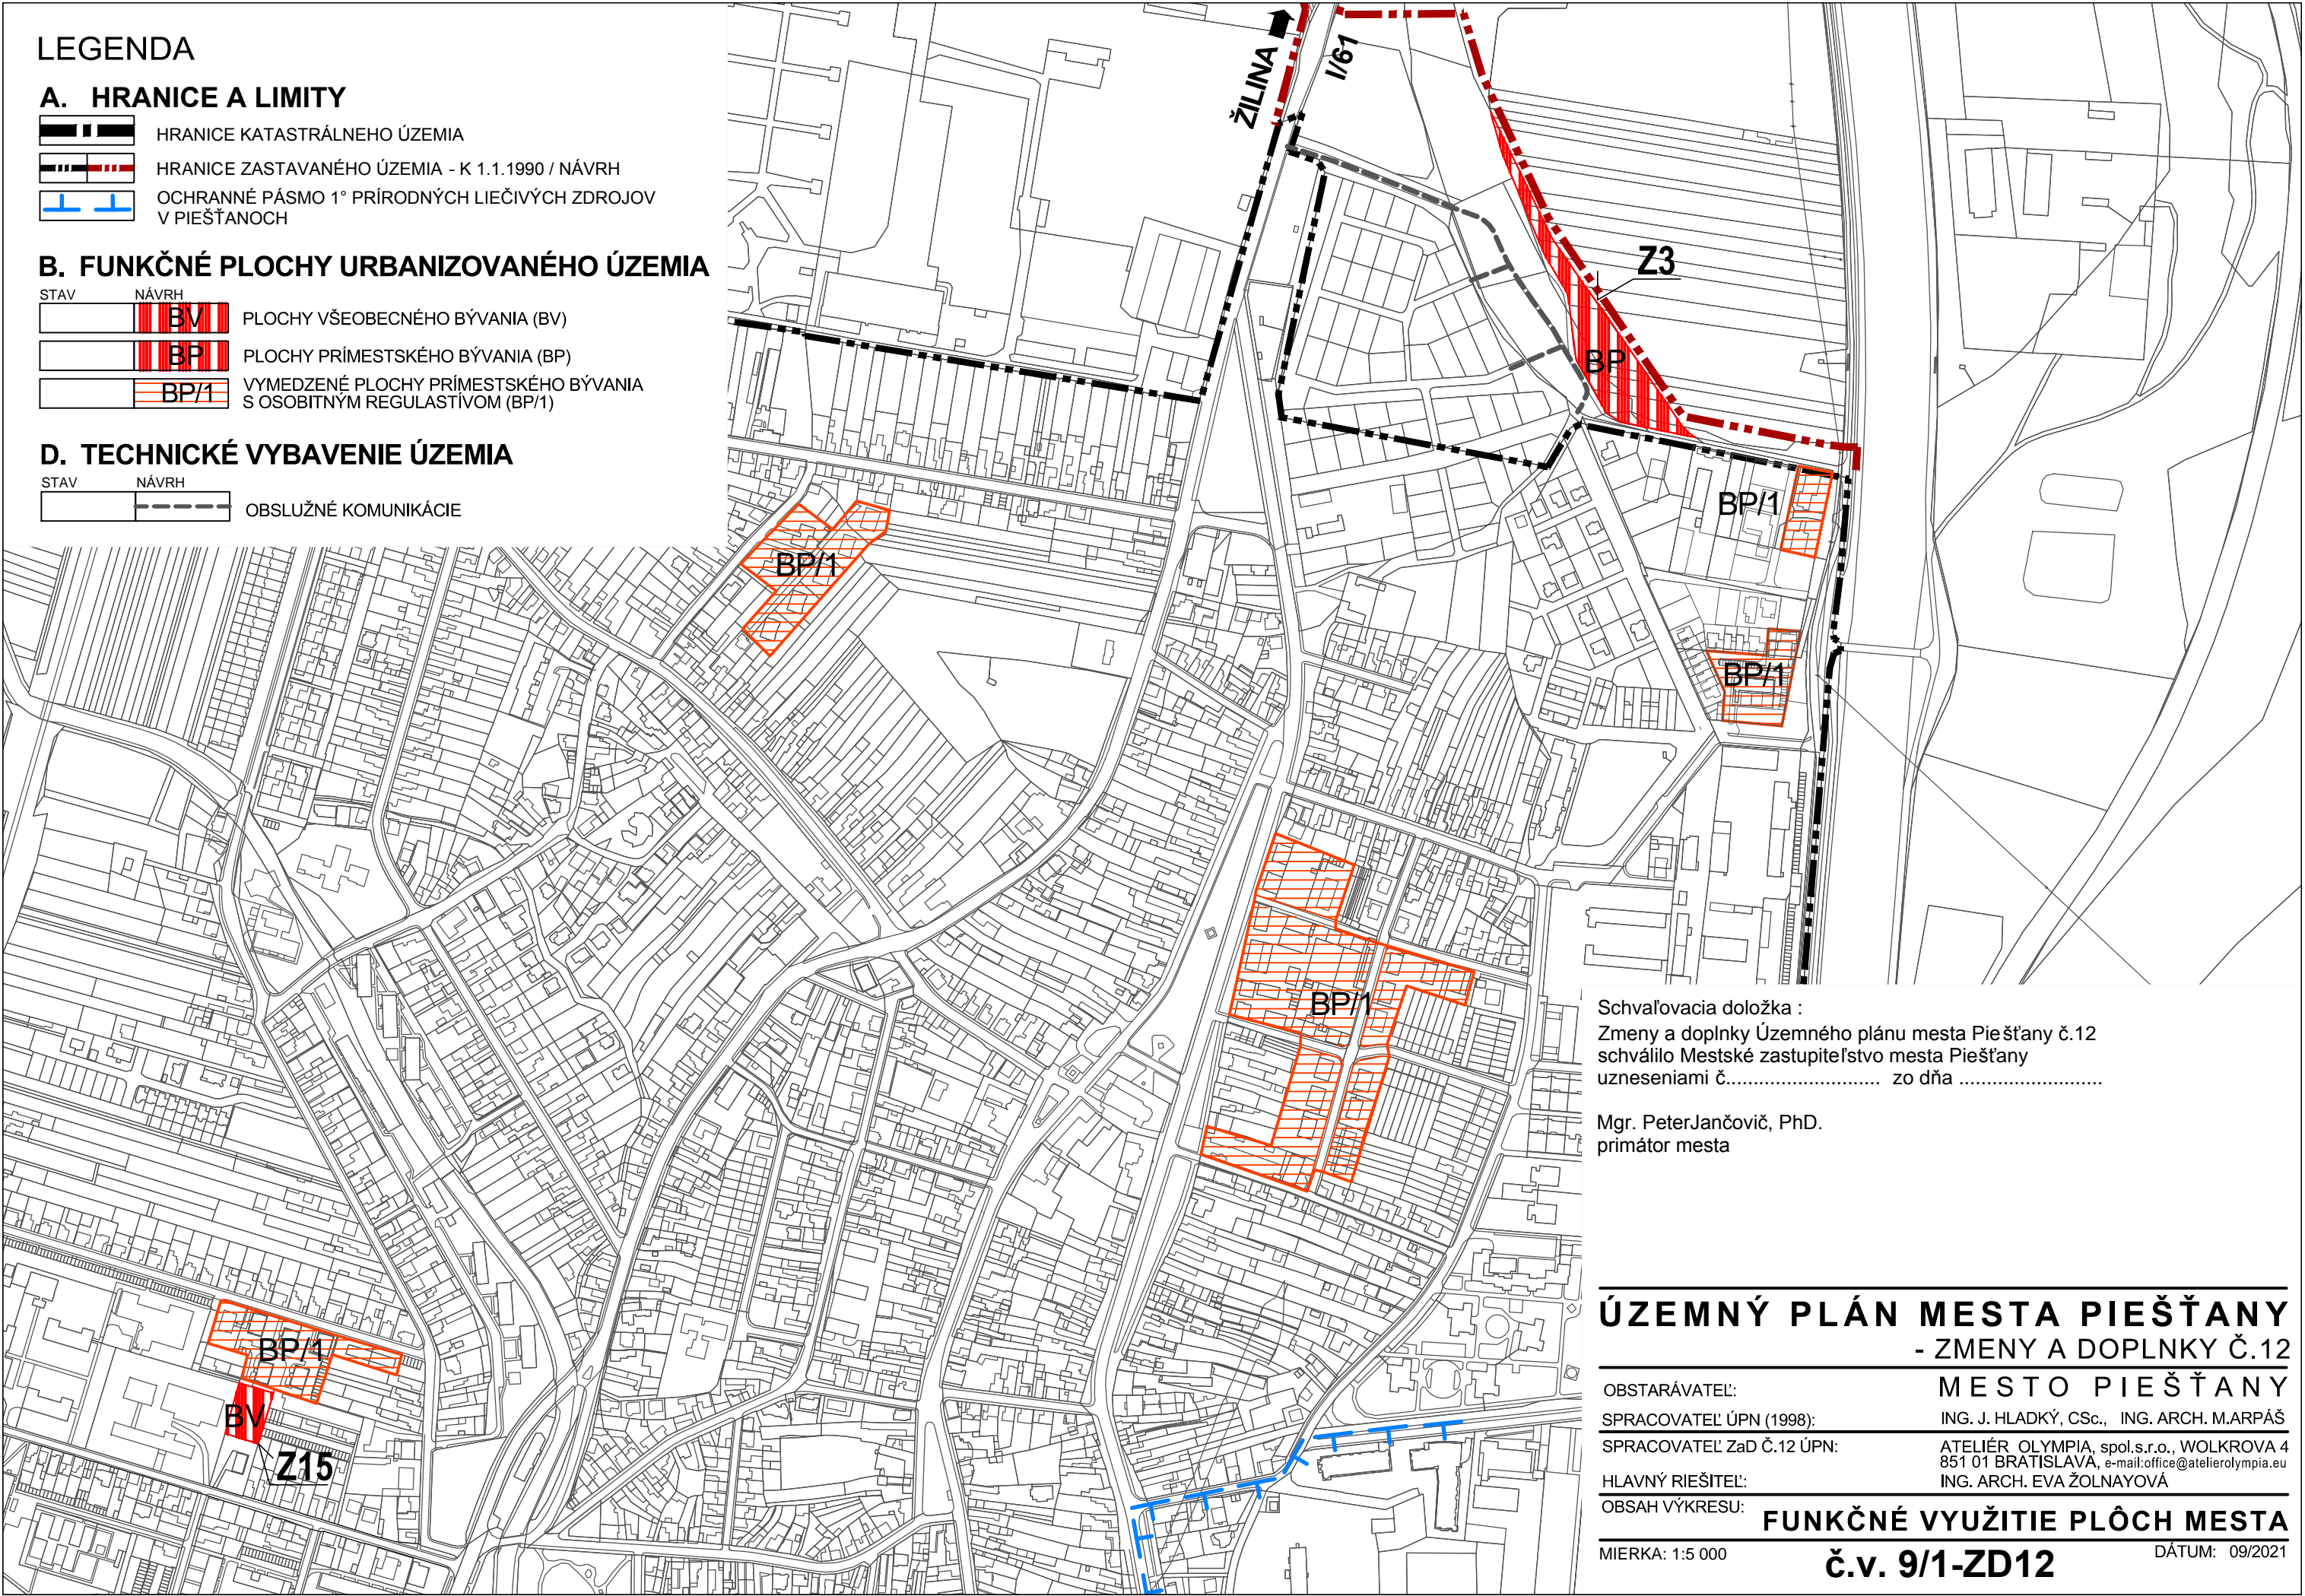 LEGENDA
A. HRANICE A LIMITY
HRANICE KATASTRÁLNEHO ÚZEMIA
HRANICE ZASTAVANÉHO ÚZEMIA - K 1.1.1990 / NÁVRH
OCHRANNÉ PÁSMO 1° PRÍRODNÝCH LIEČIVÝCH ZDROJOV
V PIEŠŤANOCH
B. FUNKČNÉ PLOCHY URBANIZOVANÉHO ÚZEMIA
STAV NÁVRH
BV PLOCHY VŠEOBECNÉHO BÝVANIA (BV)
BP PLOCHY PRÍMESTSKÉHO BÝVANIA (BP)
BP/1 VYMEDZENÉ PLOCHY PRÍMESTSKÉHO BÝVANIA
S OSOBITNÝM REGULASTÍVOM (BP/1)
D. TECHNICKÉ VYBAVENIE ÚZEMIA
STAV NÁVRH
OBSLUŽNÉ KOMUNIKÁCIE
ŽILINA
I/61
Z3
BP
BP/1
BP/1
BP/1
BP/1
BP/1
BV
Z15
Schvaľovacia doložka :
Zmeny a doplnky Územného plánu mesta Piešťany č.12
schválilo Mestské zastupiteľstvo mesta Piešťany
uzneseniami č............................ zo dňa ..........................
Mgr. PeterJančovič, PhD.
primátor mesta
ÚZEMNÝ PLÁN MESTA PIEŠŤANY
- ZMENY A DOPLNKY Č.12
OBSTARÁVATEĽ: MESTO PIEŠŤANY
SPRACOVATEĽ ÚPN (1998): ING. J. HLADKÝ, CSc., ING. ARCH. M.ARPÁŠ
SPRACOVATEĽ ZaD Č.12 ÚPN: ATELIÉR OLYMPIA, spol.s.r.o., WOLKROVA 4
851 01 BRATISLAVA, e-mail:office@atelierolympia.eu
HLAVNÝ RIEŠITEĽ: ING. ARCH. EVA ŽOLNAYOVÁ
OBSAH VÝKRESU: FUNKČNÉ VYUŽITIE PLÔCH MESTA
MIERKA: 1:5 000 č.v. 9/1-ZD12 DÁTUM: 09/2021